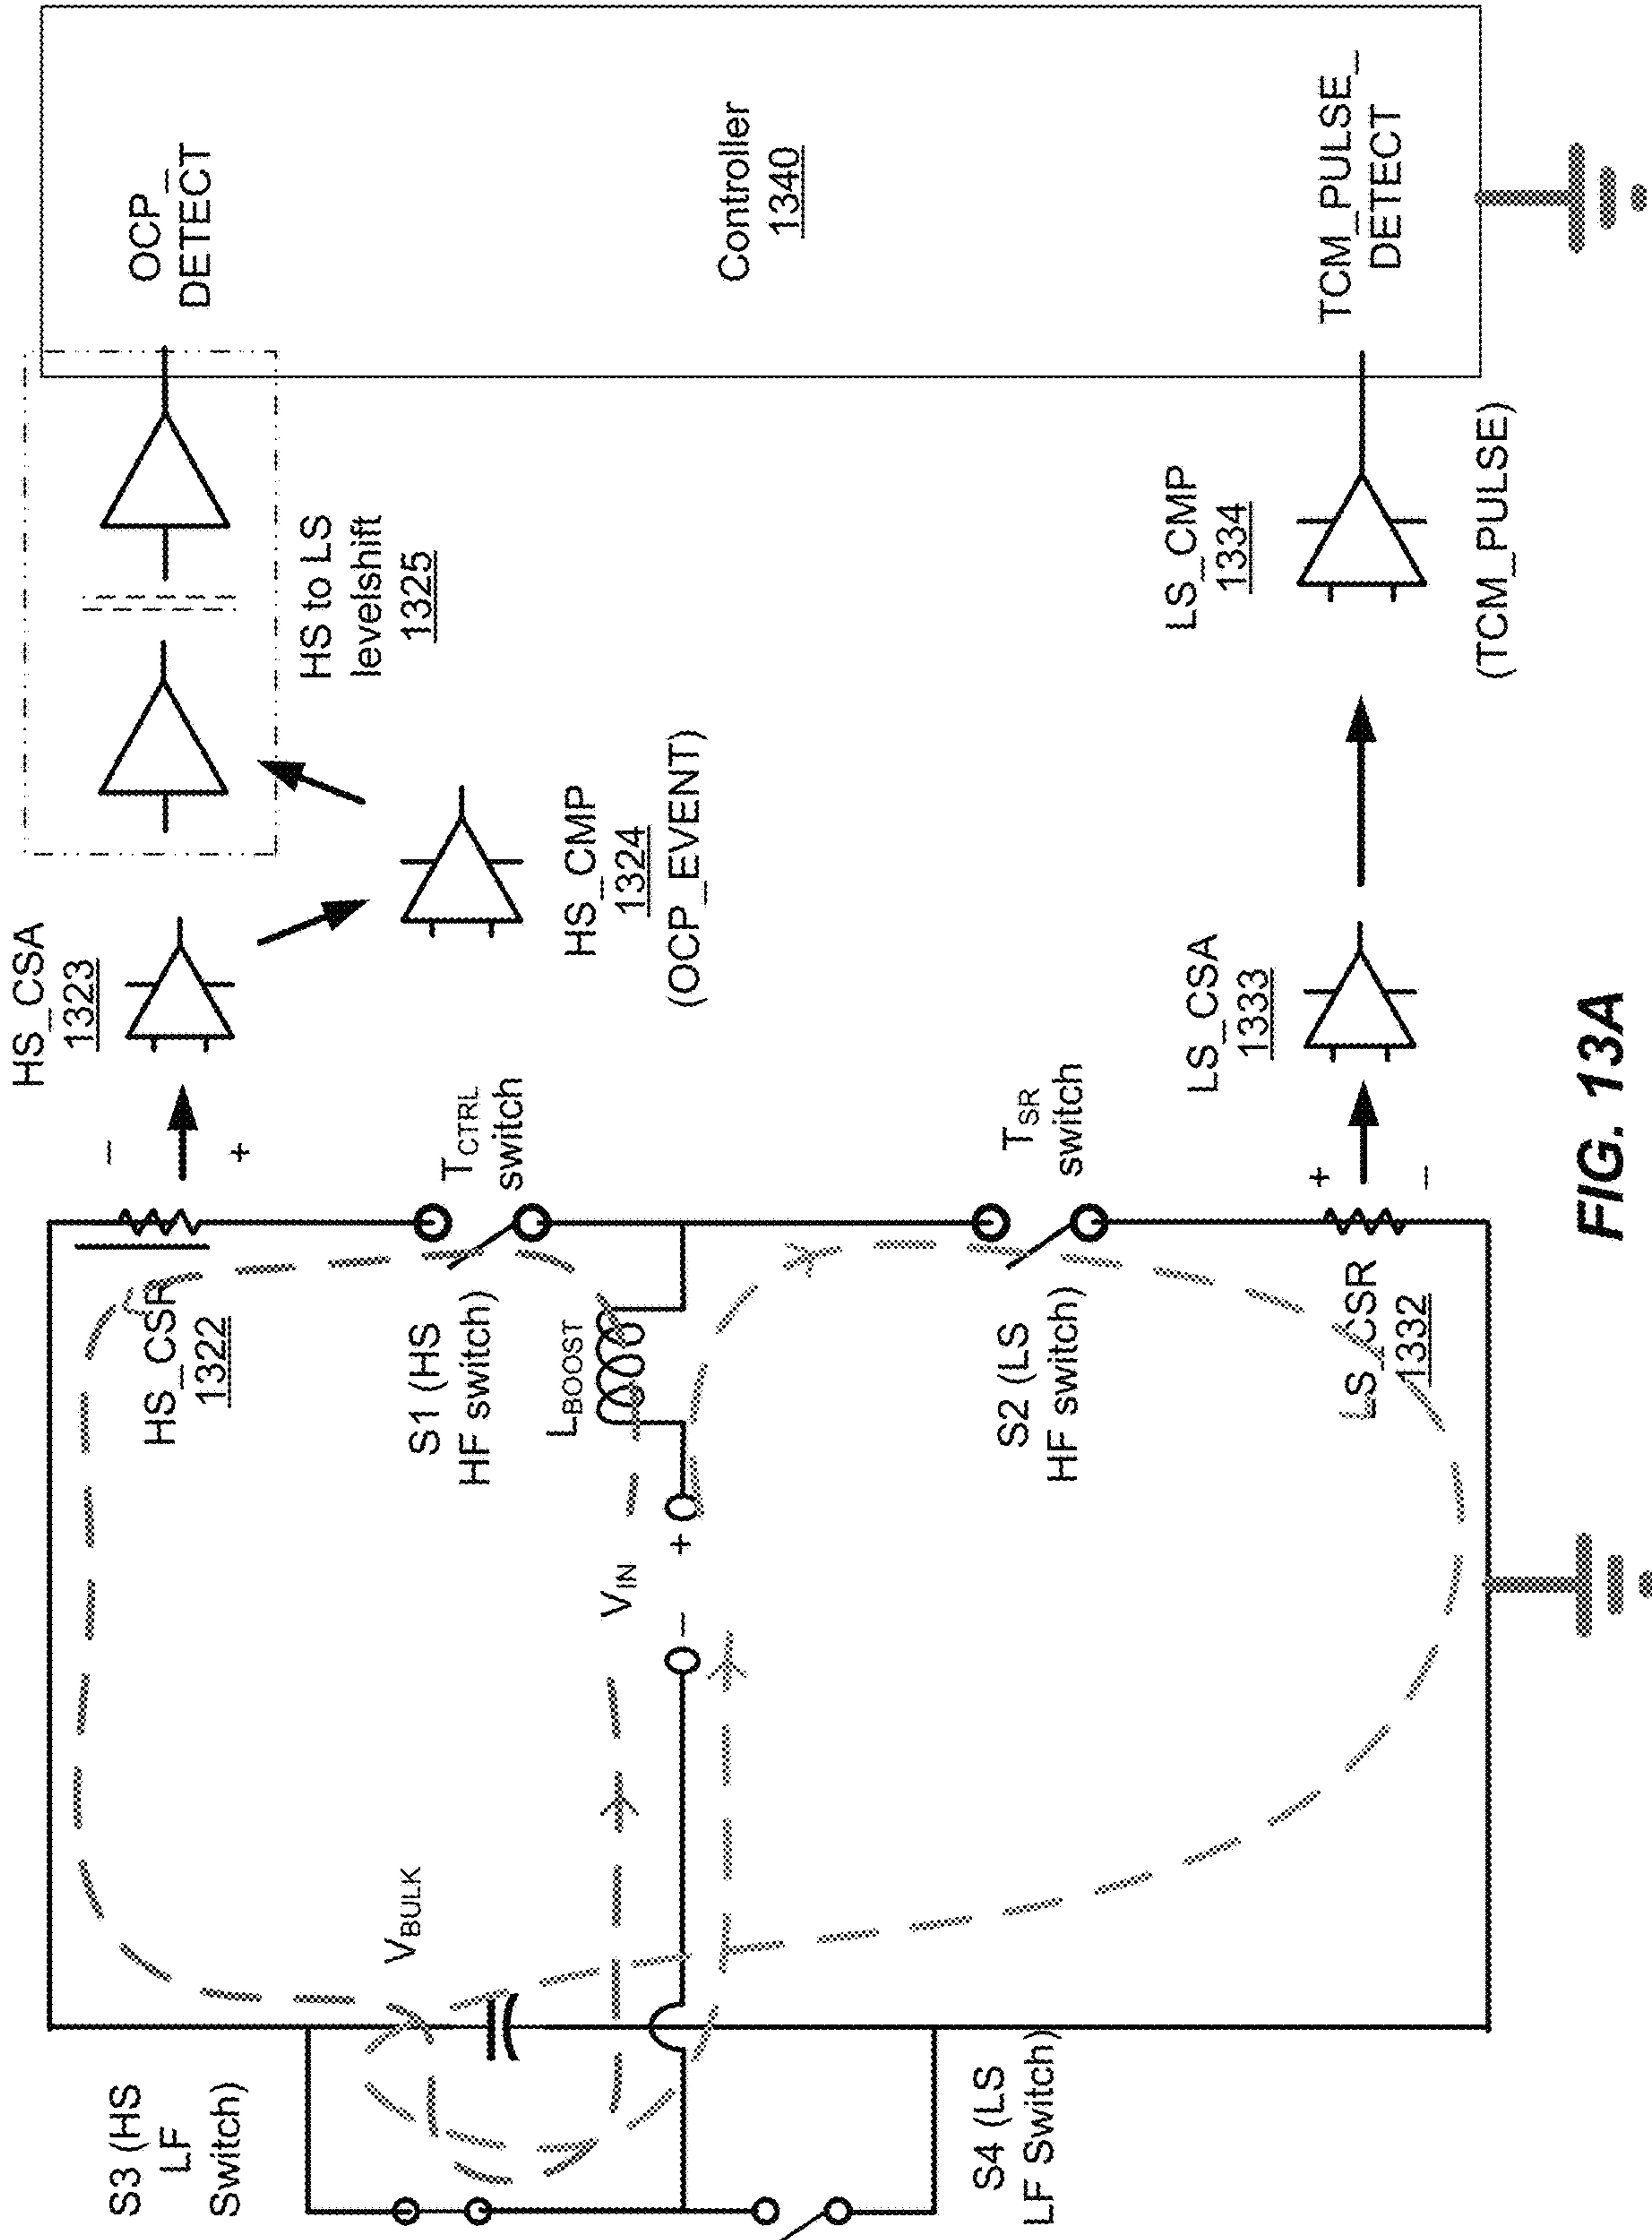 S3 (HS
LF
Switch)
VBULK
HS_CSR
1322
HS_CSA
1323
−
+
OCP_
DETECT
HS to LS
levelshift
1325
HS_CMP
1324
(OCP_EVENT)
TCTRL
switch
S1 (HS
HF switch)
LBOOST
VIN
−
+
Controller
1340
S4 (LS
LF Switch)
S2 (LS
HF switch)
TSR
switch
LS_CSR
1332
+
−
LS_CSA
1333
LS_CMP
1334
(TCM_PULSE)
TCM_PULSE_
DETECT
FIG. 13A